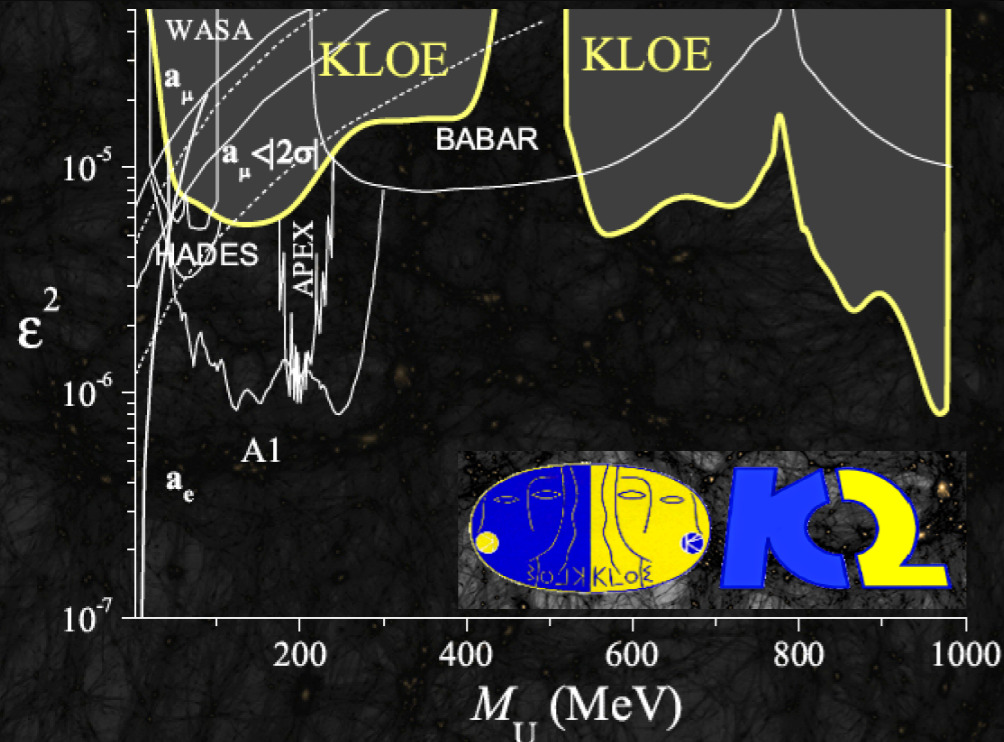 WASA
KLOE
KLOE
aμ
BABAR
aμ<|2σ|
10⁻⁵
HADES
APEX
ε²
10⁻⁶
A1
ae
KLOE
KLOE
K
K2
10⁻⁷
200 400 600 800 1000
MU (MeV)